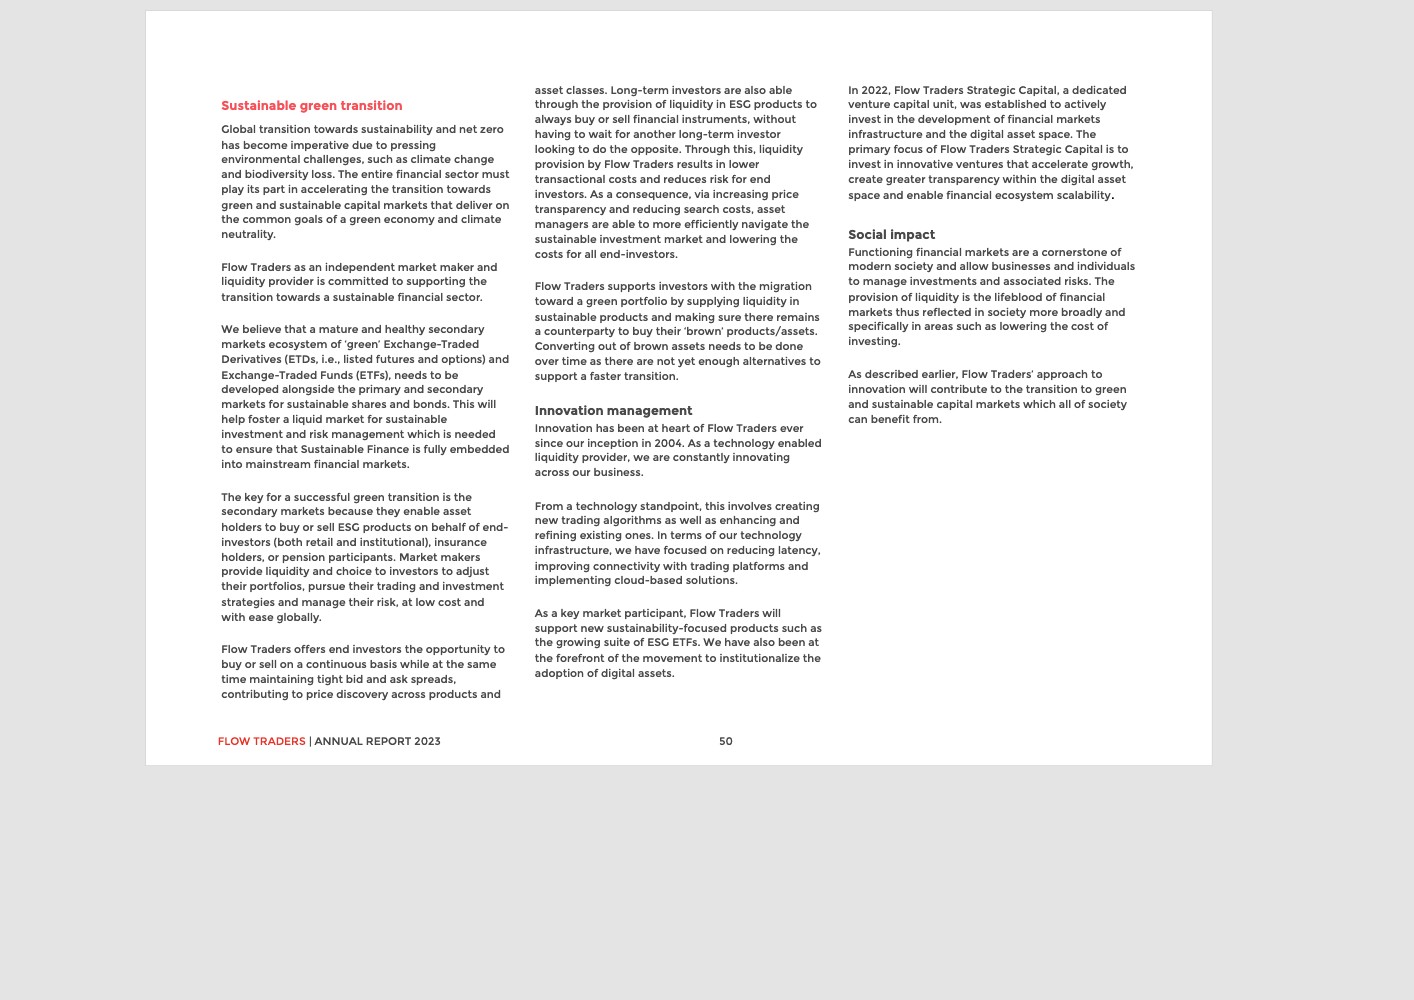 Sustainable green transition
Global transition towards sustainability and net zero
has become imperative due to pressing
environmental challenges, such as climate change
and biodiversity loss. The entire financial sector must
play its part in accelerating the transition towards
green and sustainable capital markets that deliver on
the common goals of a green economy and climate
neutrality.
Flow Traders as an independent market maker and
liquidity provider is committed to supporting the
transition towards a sustainable financial sector.
We believe that a mature and healthy secondary
markets ecosystem of 'green' Exchange-Traded
Derivatives (ETDs, i.e., listed futures and options) and
Exchange-Traded Funds (ETFs), needs to be
developed alongside the primary and secondary
markets for sustainable shares and bonds. This will
help foster a liquid market for sustainable
investment and risk management which is needed
to ensure that Sustainable Finance is fully embedded
into mainstream financial markets.
The key for a successful green transition is the
secondary markets because they enable asset
holders to buy or sell ESG products on behalf of end-
investors (both retail and institutional), insurance
holders, or pension participants. Market makers
provide liquidity and choice to investors to adjust
their portfolios, pursue their trading and investment
strategies and manage their risk, at low cost and
with ease globally.
Flow Traders offers end investors the opportunity to
buy or sell on a continuous basis while at the same
time maintaining tight bid and ask spreads,
contributing to price discovery across products and
asset classes. Long-term investors are also able
through the provision of liquidity in ESG products to
always buy or sell financial instruments, without
having to wait for another long-term investor
looking to do the opposite. Through this, liquidity
provision by Flow Traders results in lower
transactional costs and reduces risk for end
investors. As a consequence, via increasing price
transparency and reducing search costs, asset
managers are able to more efficiently navigate the
sustainable investment market and lowering the
costs for all end-investors.
Flow Traders supports investors with the migration
toward a green portfolio by supplying liquidity in
sustainable products and making sure there remains
a counterparty to buy their 'brown' products/assets.
Converting out of brown assets needs to be done
over time as there are not yet enough alternatives to
support a faster transition.
Innovation management
Innovation has been at heart of Flow Traders ever
since our inception in 2004. As a technology enabled
liquidity provider, we are constantly innovating
across our business.
From a technology standpoint, this involves creating
new trading algorithms as well as enhancing and
refining existing ones. In terms of our technology
infrastructure, we have focused on reducing latency,
improving connectivity with trading platforms and
implementing cloud-based solutions.
As a key market participant, Flow Traders will
support new sustainability-focused products such as
the growing suite of ESG ETFs. We have also been at
the forefront of the movement to institutionalize the
adoption of digital assets.
In 2022, Flow Traders Strategic Capital, a dedicated
venture capital unit, was established to actively
invest in the development of financial markets
infrastructure and the digital asset space. The
primary focus of Flow Traders Strategic Capital is to
invest in innovative ventures that accelerate growth,
create greater transparency within the digital asset
space and enable financial ecosystem scalability.
Social impact
Functioning financial markets are a cornerstone of
modern society and allow businesses and individuals
to manage investments and associated risks. The
provision of liquidity is the lifeblood of financial
markets thus reflected in society more broadly and
specifically in areas such as lowering the cost of
investing.
As described earlier, Flow Traders' approach to
innovation will contribute to the transition to green
and sustainable capital markets which all of society
can benefit from.
FLOW TRADERS | ANNUAL REPORT 2023
50